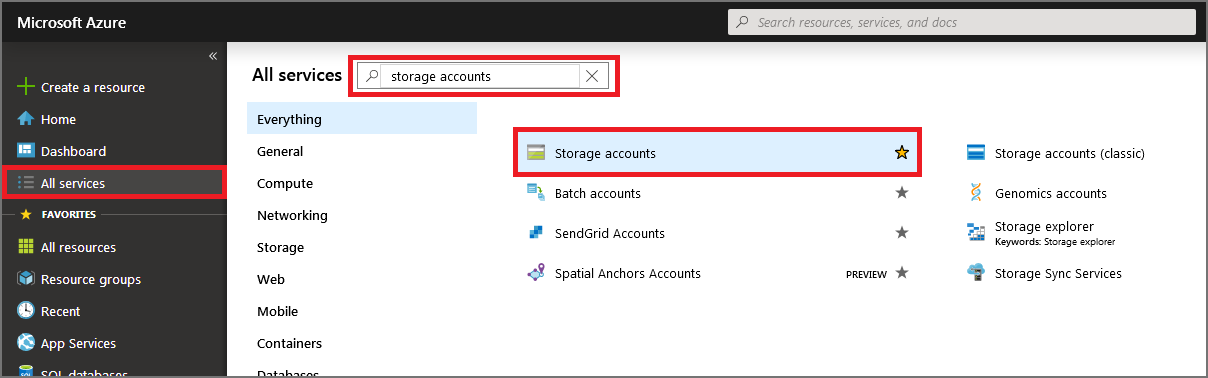 Microsoft Azure
Search resources, services, and docs
«
Create a resource
Home
Dashboard
All services
FAVORITES
All resources
Resource groups
Recent
App Services
SQL databases
All services
storage accounts
Everything
General
Compute
Networking
Storage
Web
Mobile
Containers
Databases
Storage accounts
Batch accounts
SendGrid Accounts
Spatial Anchors Accounts PREVIEW
Storage accounts (classic)
Genomics accounts
Storage explorer
Keywords: Storage explorer
Storage Sync Services